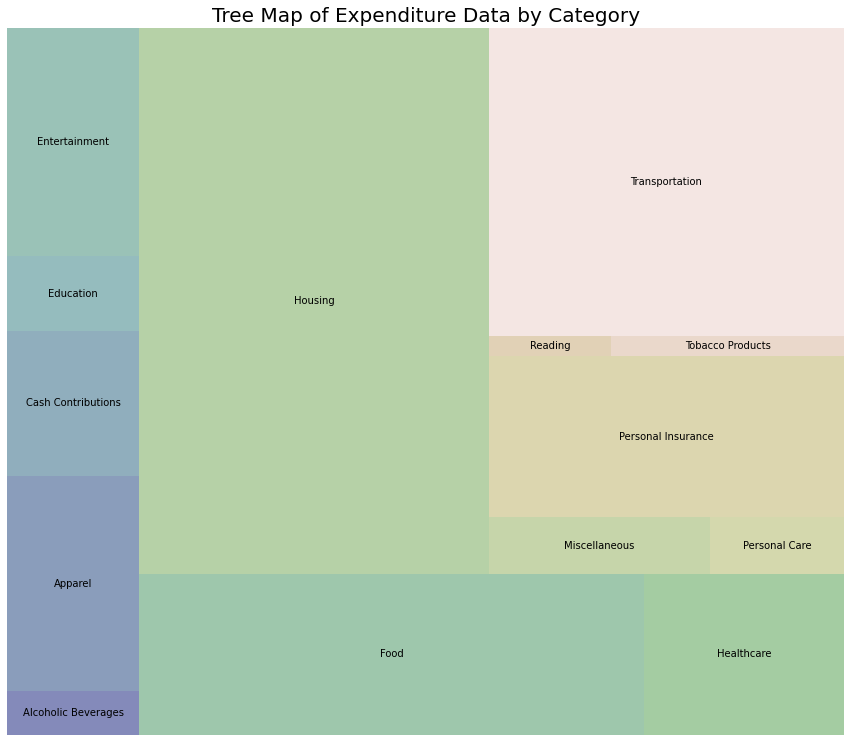 Tree Map of Expenditure Data by Category
Entertainment
Education
Cash Contributions
Apparel
Alcoholic Beverages
Housing
Food
Healthcare
Transportation
Reading
Tobacco Products
Personal Insurance
Miscellaneous
Personal Care